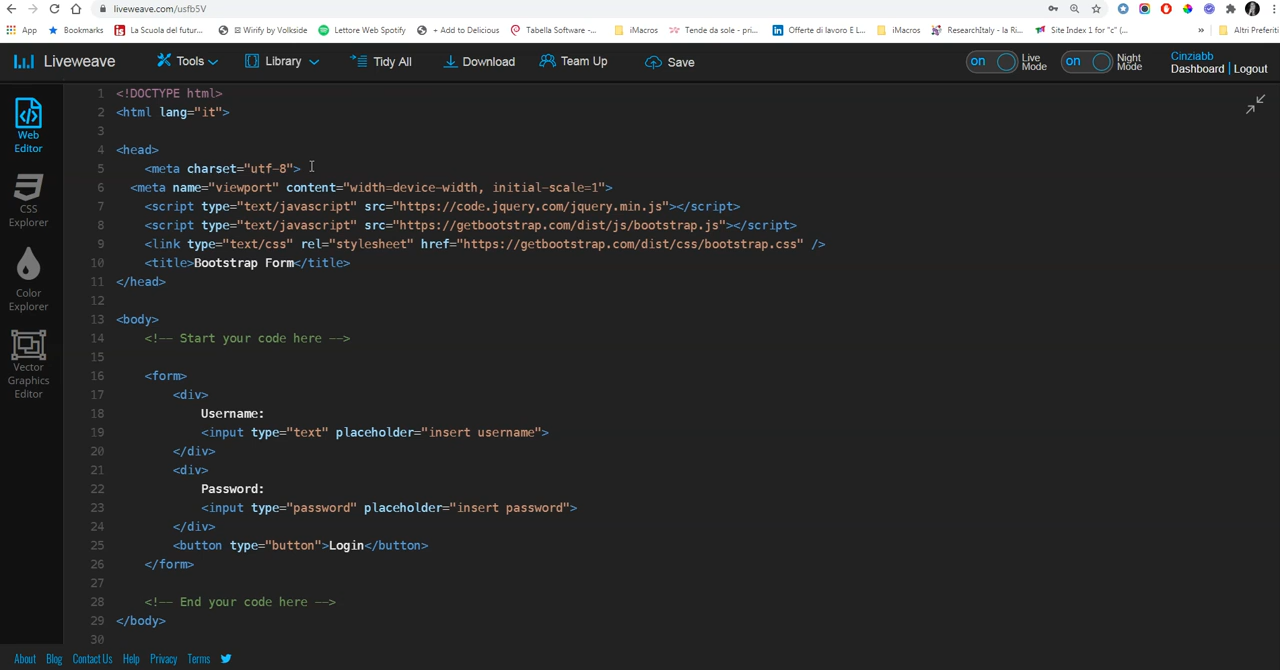 liveweave.com/usfb5V
App Bookmarks La Scuola del futur... Wirify by Volkside Lettore Web Spotify + Add to Delicious Tabella Software -... iMacros Tende da sole - pri... Offerte di lavoro E L... iMacros ResearchItaly - la Ri... Site Index 1 for "c" (... » Altri Preferiti
Liveweave Tools Library Tidy All Download Team Up Save on Live Mode on Night Mode Cinziabb Dashboard | Logout
Web Editor
CSS Explorer
Color Explorer
Vector Graphics Editor
1 <!DOCTYPE html>
2 <html lang="it">
3
4 <head>
5 <meta charset="utf-8">
6 <meta name="viewport" content="width=device-width, initial-scale=1">
7 <script type="text/javascript" src="https://code.jquery.com/jquery.min.js"></script>
8 <script type="text/javascript" src="https://getbootstrap.com/dist/js/bootstrap.js"></script>
9 <link type="text/css" rel="stylesheet" href="https://getbootstrap.com/dist/css/bootstrap.css" />
10 <title>Bootstrap Form</title>
11 </head>
12
13 <body>
14 <!-- Start your code here -->
15
16 <form>
17 <div>
18 Username:
19 <input type="text" placeholder="insert username">
20 </div>
21 <div>
22 Password:
23 <input type="password" placeholder="insert password">
24 </div>
25 <button type="button">Login</button>
26 </form>
27
28 <!-- End your code here -->
29 </body>
30
About Blog Contact Us Help Privacy Terms